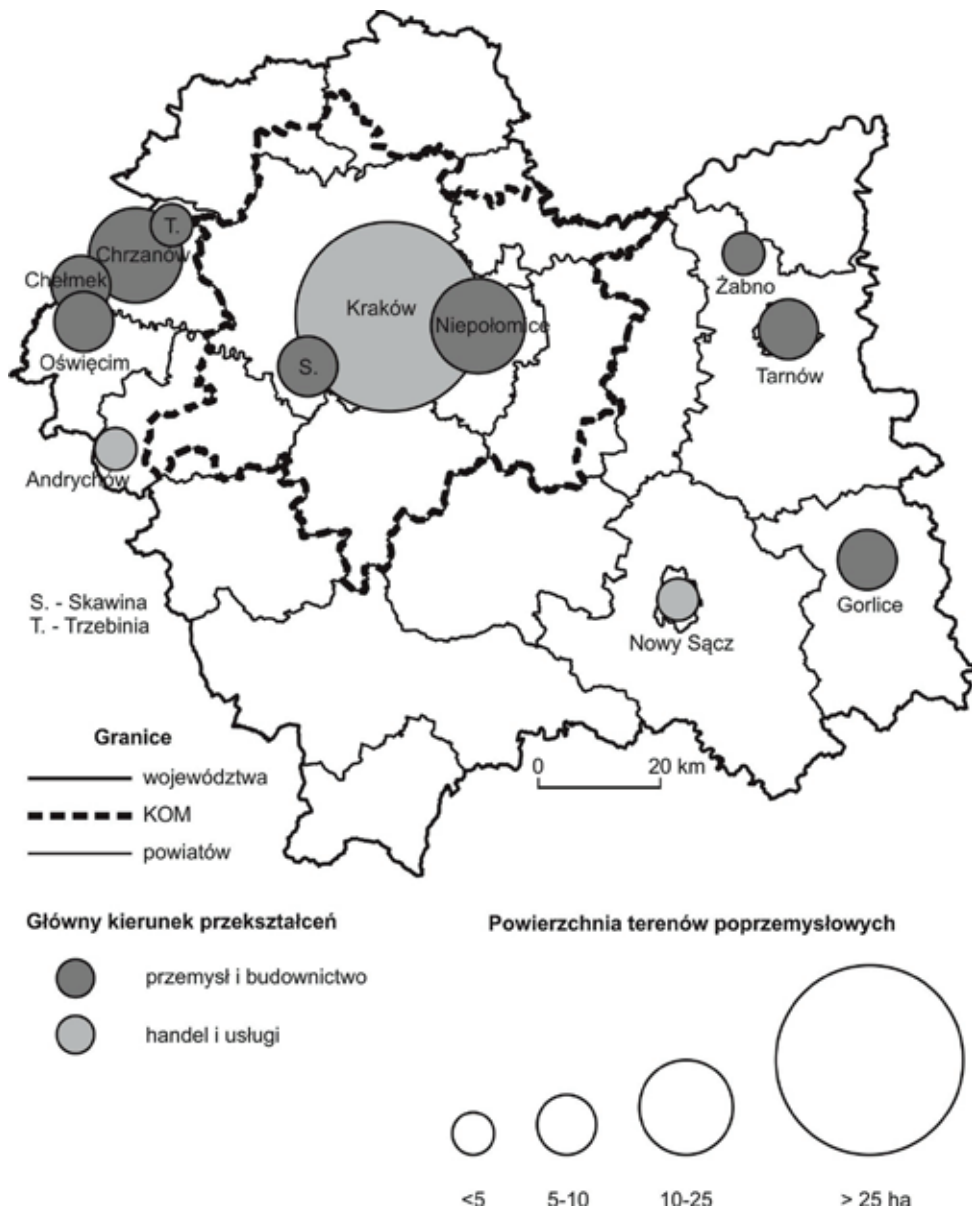 T.
Chrzanów
Chełmek
Oświęcim
Andrychów
Kraków
Niepołomice
S.
Żabno
Tarnów
Gorlice
Nowy Sącz
S. - Skawina
T. - Trzebinia
0 20 km
Granice
województwa
KOM
powiatów
Główny kierunek przekształceń
przemysł i budownictwo
handel i usługi
Powierzchnia terenów poprzemysłowych
<5 5-10 10-25 > 25 ha